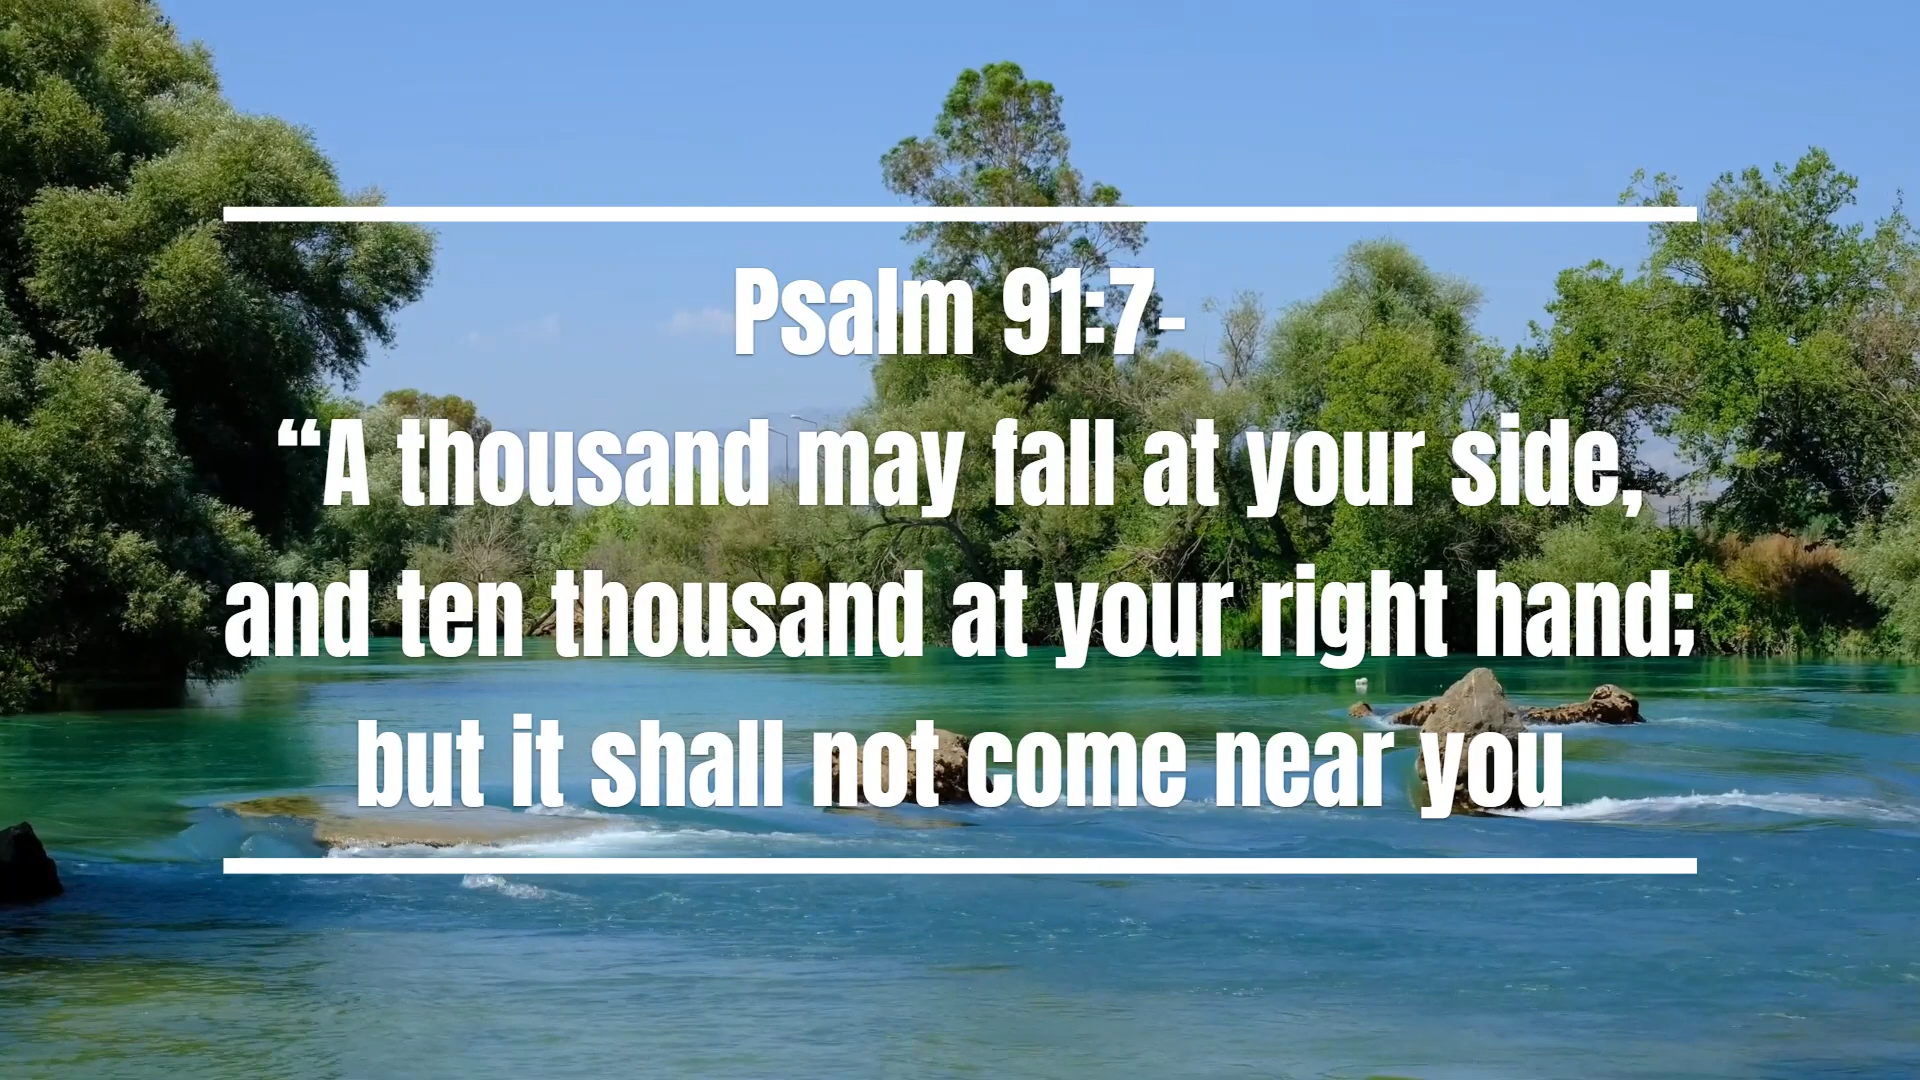 Psalm 91:7-
“A thousand may fall at your side,
and ten thousand at your right hand;
but it shall not come near you